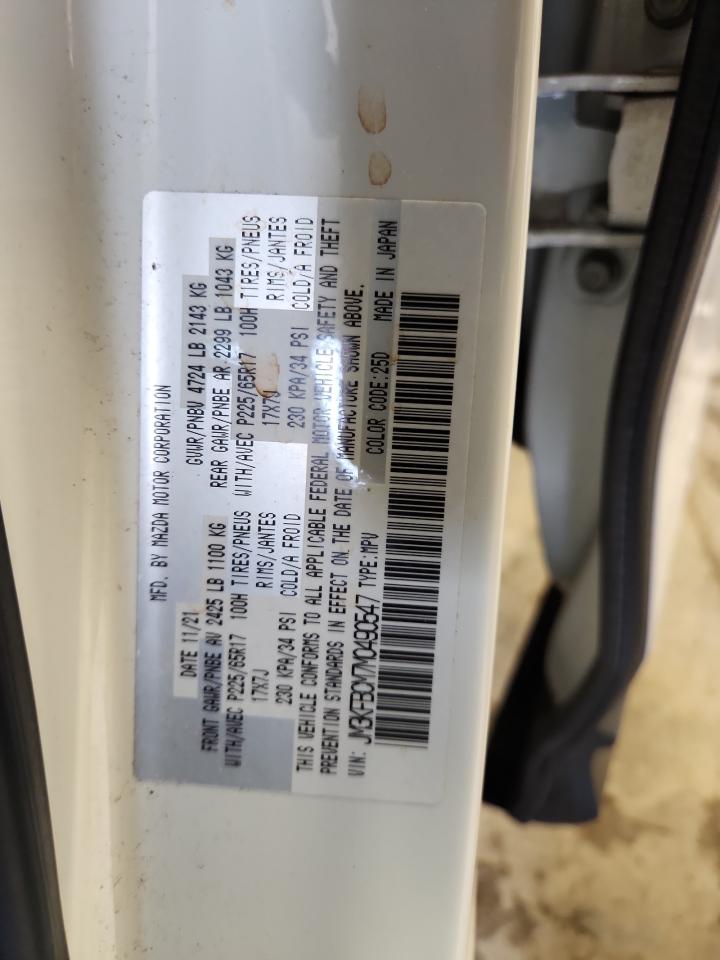 MFD. BY MAZDA MOTOR CORPORATION
DATE 11/21 GVWR/PNBV 4724 LB 2143 KG
FRONT GAWR/PNBE AV 2425 LB 1100 KG REAR GAWR/PNBE AR 2299 LB 1043 KG
WITH/AVEC P225/65R17 100H TIRES/PNEUS WITH/AVEC P225/65R17 100H TIRES/PNEUS
17X7J RIMS/JANTES 17X7J RIMS/JANTES
230 KPA/34 PSI COLD/A FROID 230 KPA/34 PSI COLD/A FROID
THIS VEHICLE CONFORMS TO ALL APPLICABLE FEDERAL MOTOR VEHICLE SAFETY AND THEFT
PREVENTION STANDARDS IN EFFECT ON THE DATE OF MANUFACTURE SHOWN ABOVE.
VIN: JM3KFBCM7M0490547 TYPE:MPV COLOR CODE:25D MADE IN JAPAN